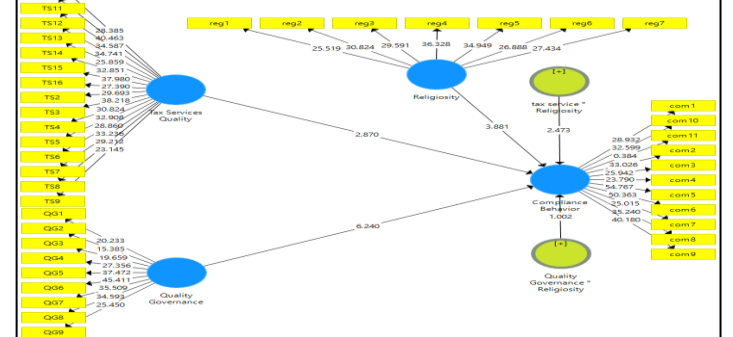 TS11
TS12
TS13
TS14
TS15
TS16
TS2
TS3
TS4
TS5
TS6
TS7
TS8
TS9
28.385
40.463
34.587
34.741
25.859
32.851
37.980
27.390
29.693
38.218
30.824
32.908
28.860
33.236
29.212
23.145
Tax Services
Quality
reg1
reg2
reg3
reg4
reg5
reg6
reg7
25.519
30.824
29.591
36.328
34.949
26.888
27.434
Religiosity
[+]
tax service *
Religiosity
2.870
3.881
2.473
6.240
Compliance
Behavior
1.002
28.932
32.599
0.384
33.026
25.942
23.790
54.767
50.363
25.015
35.240
40.180
com1
com10
com11
com2
com3
com4
com5
com6
com7
com8
com9
[+]
Quality
Governance *
Religiosity
QG1
QG2
QG3
QG4
QG5
QG6
QG7
QG8
QG9
20.233
15.385
19.659
27.356
37.472
45.411
35.509
34.593
25.450
Quality
Governance